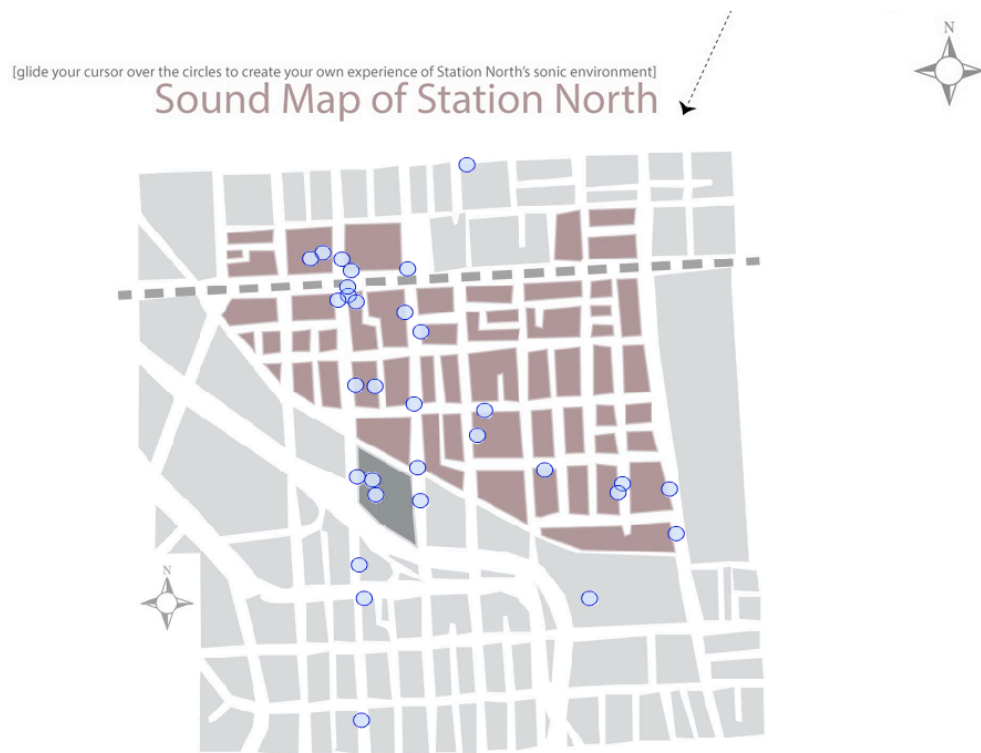 N
[glide your cursor over the circles to create your own experience of Station North's sonic environment]
Sound Map of Station North
N